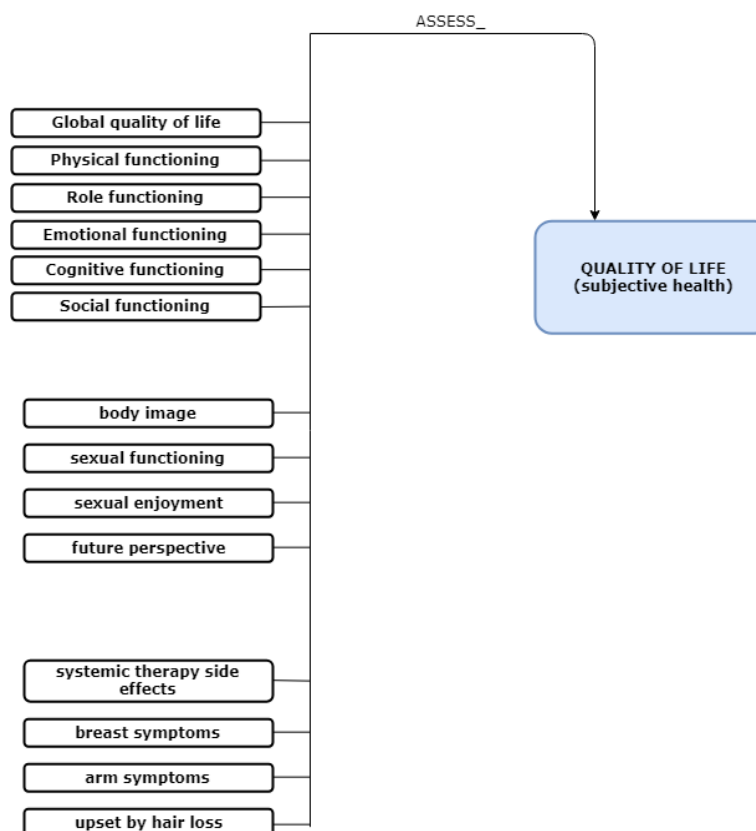 ASSESS_
Global quality of life
Physical functioning
Role functioning
Emotional functioning
Cognitive functioning
Social functioning
QUALITY OF LIFE
(subjective health)
body image
sexual functioning
sexual enjoyment
future perspective
systemic therapy side
effects
breast symptoms
arm symptoms
upset by hair loss